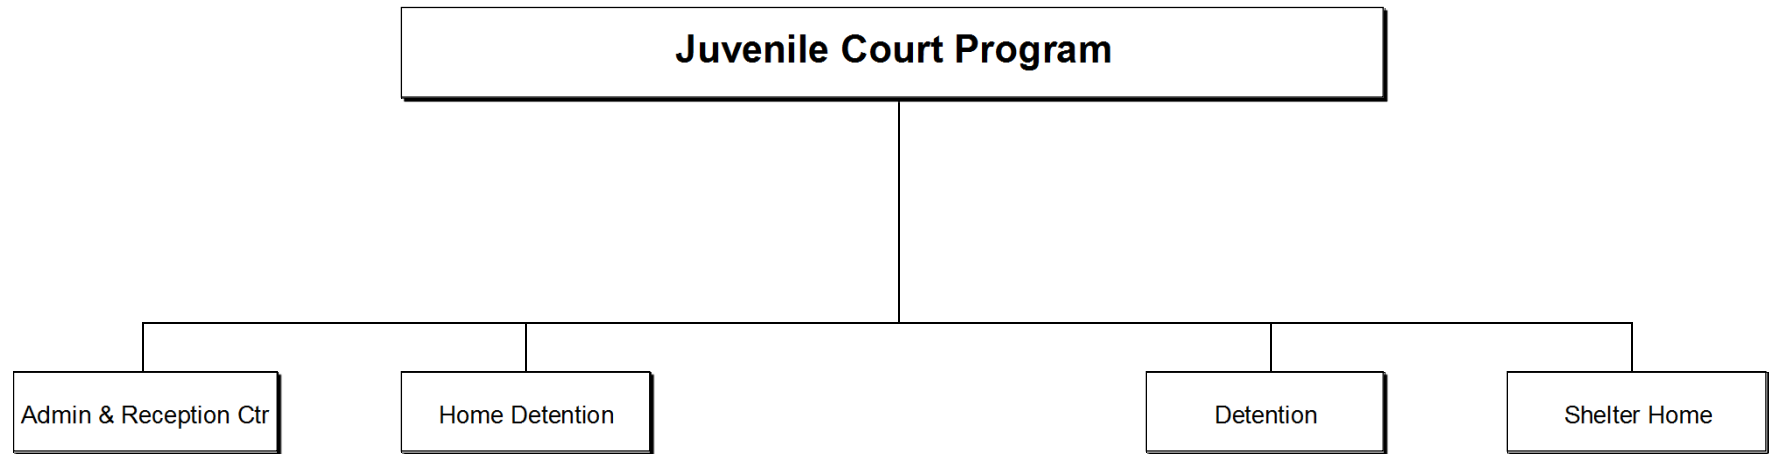 Juvenile Court Program
Admin & Reception Ctr
Home Detention
Detention
Shelter Home